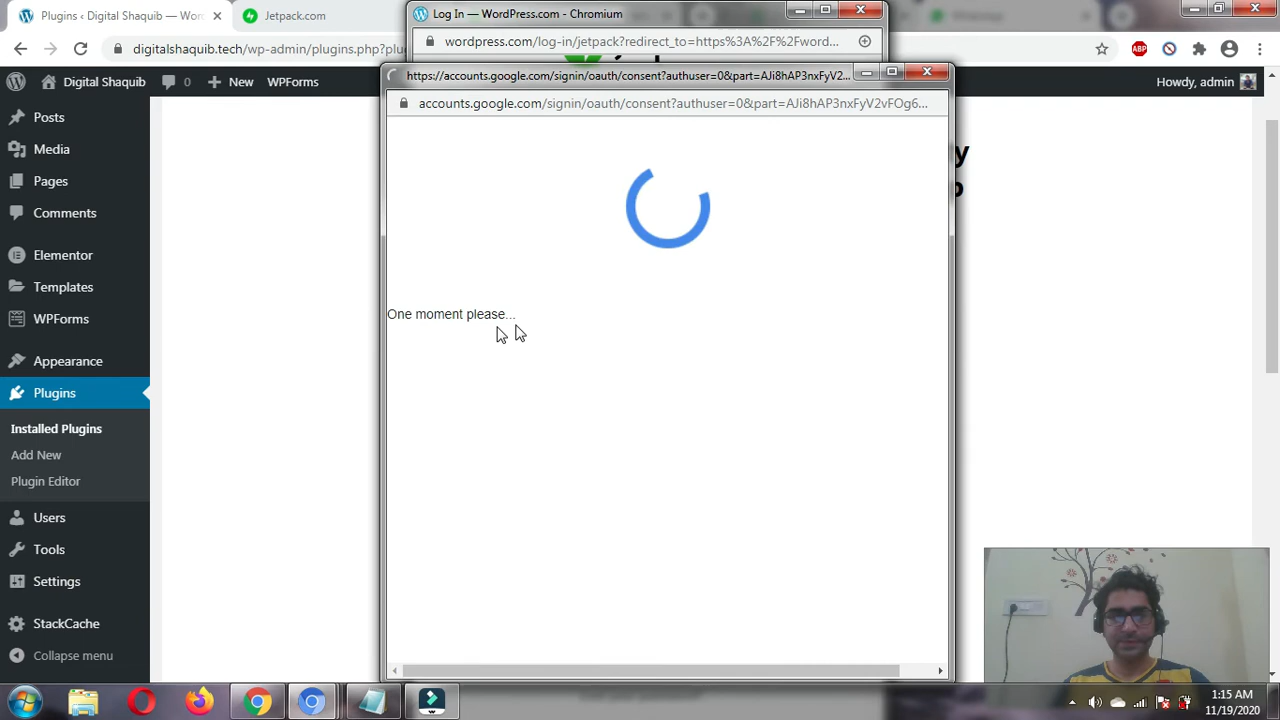 Plugins ‹ Digital Shaquib — Wor
Jetpack.com
Log In — WordPress.com - Chromium
digitalshaquib.tech/wp-admin/plugins.php?plu
wordpress.com/log-in/jetpack?redirect_to=https%3A%2F%2Fword...
https://accounts.google.com/signin/oauth/consent?authuser=0&part=AJi8hAP3nxFyV2...
accounts.google.com/signin/oauth/consent?authuser=0&part=AJi8hAP3nxFyV2vFOg6...
ABP
Digital Shaquib
0
New
WPForms
Howdy, admin
Posts
Media
Pages
Comments
Elementor
Templates
WPForms
Appearance
Plugins
Installed Plugins
Add New
Plugin Editor
Users
Tools
Settings
StackCache
Collapse menu
One moment please...
y
1:15 AM
11/19/2020